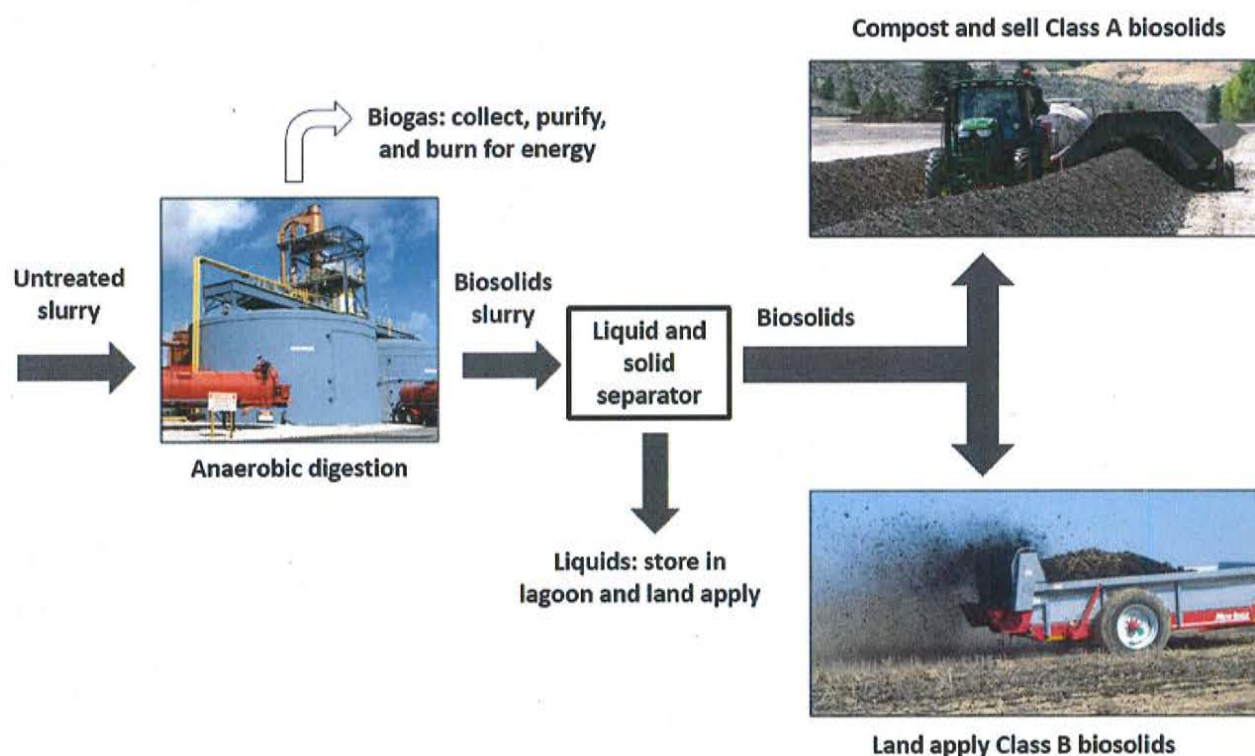 Compost and sell Class A biosolids
Biogas: collect, purify,
and burn for energy
Untreated
slurry
Biosolids
slurry
Liquid and
solid
separator
Biosolids
Anaerobic digestion
Liquids: store in
lagoon and land apply
Land apply Class B biosolids